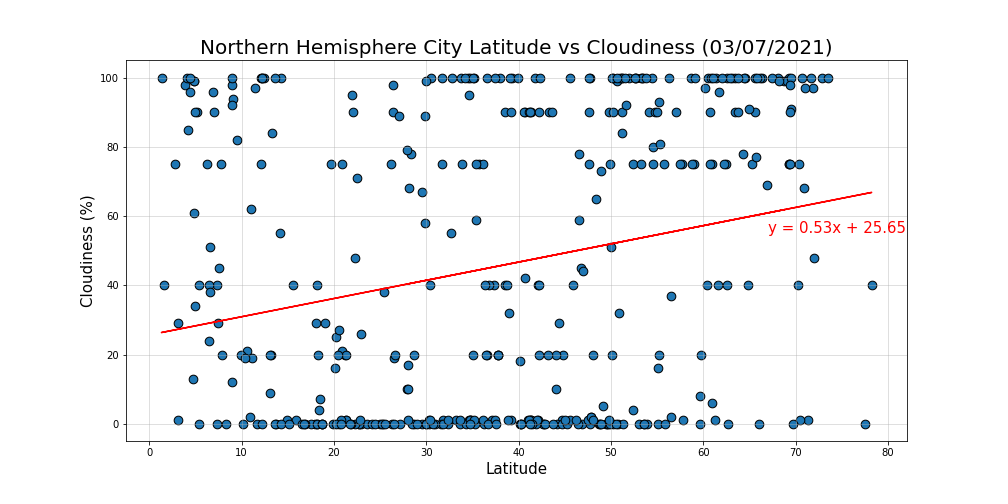 Northern Hemisphere City Latitude vs Cloudiness (03/07/2021)
100
80
60
40
20
0
Cloudiness (%)
y = 0.53x + 25.65
0 10 20 30 40 50 60 70 80
Latitude